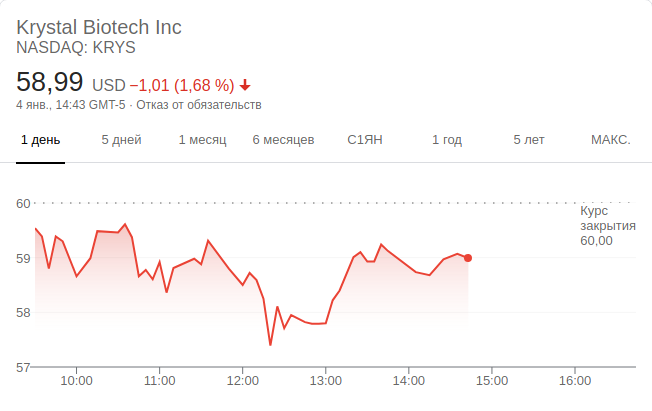 Krystal Biotech Inc
NASDAQ: KRYS
58,99 USD −1,01 (1,68 %)
4 янв., 14:43 GMT-5 · Отказ от обязательств
1 день 5 дней 1 месяц 6 месяцев С1ЯН 1 год 5 лет МАКС.
60
Курс
закрытия
60,00
59
58
57
10:00 11:00 12:00 13:00 14:00 15:00 16:00